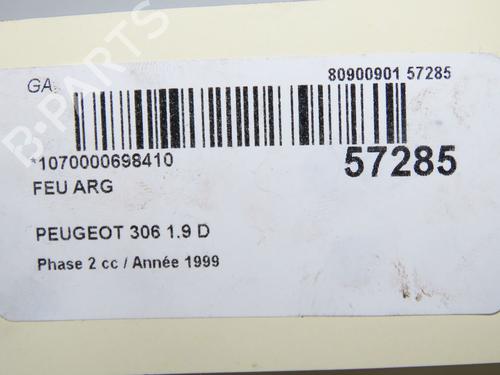 B-PARTS
GA
80900901 57285
*1070000698410
57285
FEU ARG
PEUGEOT 306 1.9 D
Phase 2 cc / Année 1999